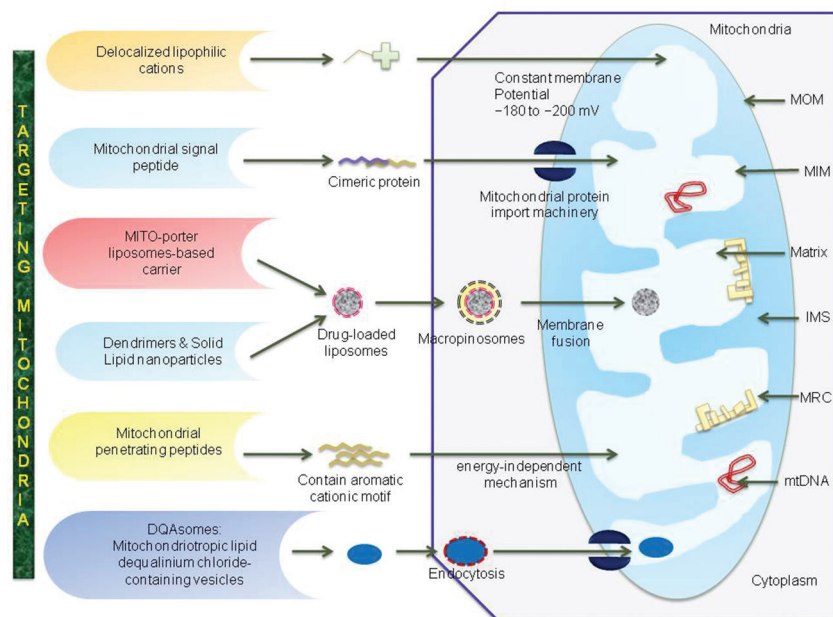 TARGETING MITOCHONDRIA
Delocalized lipophilic
cations
Mitochondrial signal
peptide
MITO-porter
liposomes-based
carrier
Dendrimers & Solid
Lipid nanoparticles
Mitochondrial
penetrating peptides
DQAsomes:
Mitochondriotropic lipid
dequalinium chloride-
containing vesicles
Cimeric protein
Drug-loaded
liposomes
Contain aromatic
cationic motif
Constant membrane
Potential
−180 to −200 mV
Mitochondrial protein
import machinery
Macropinosomes
Membrane
fusion
energy-independent
mechanism
Endocytosis
Mitochondria
MOM
MIM
Matrix
IMS
MRC
mtDNA
Cytoplasm